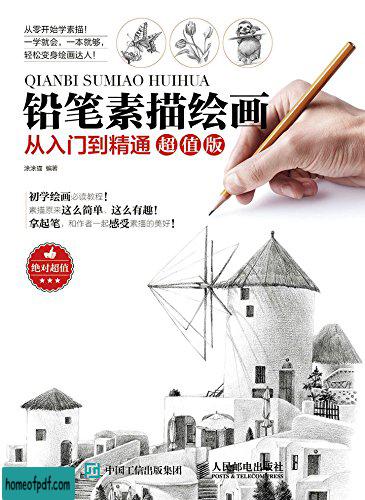 从零开始学素描！
一学就会，一本就够，
轻松变身绘画达人！
QIANBI SUMIAO HUIHUA
铅笔素描绘画
从入门到精通 超值版
涂涂猫 编著
初学绘画必读教程！
素描原来这么简单、这么有趣！
拿起笔，和作者一起感受素描的美好！
绝对超值
中国工信出版集团
人民邮电出版社
POSTS & TELECOM PRESS
homeofpdf.com